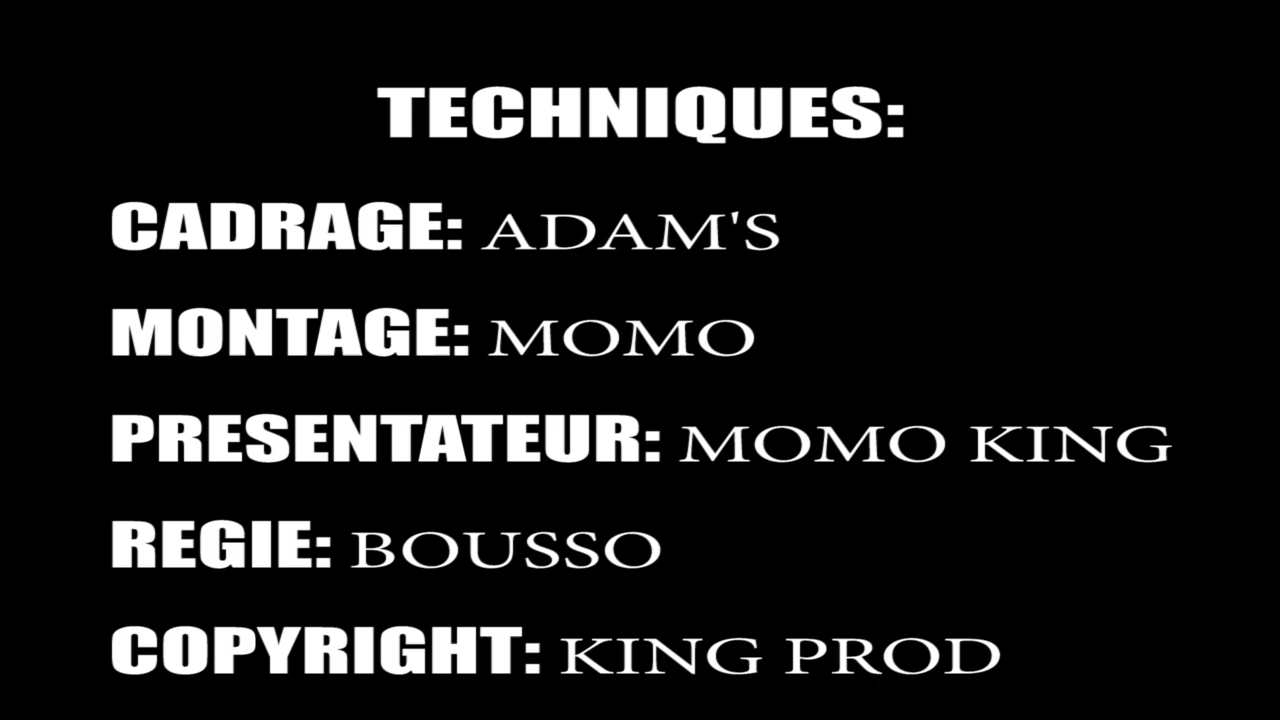 TECHNIQUES:
CADRAGE: ADAM'S
MONTAGE: MOMO
PRESENTATEUR: MOMO KING
REGIE: BOUSSO
COPYRIGHT: KING PROD